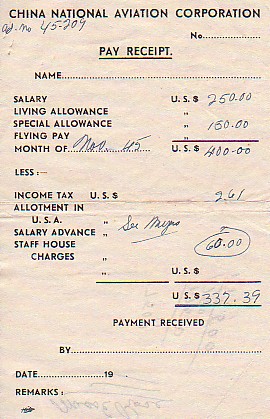 CHINA NATIONAL AVIATION CORPORATION
ad. no 45-209 No.
PAY RECEIPT.
NAME
SALARY U. S. $ 250.00
LIVING ALLOWANCE „
SPECIAL ALLOWANCE „ 150.00
FLYING PAY „
MONTH OF Nov. 45 U. S. $ 400.00
LESS :-
INCOME TAX U. S. $ 2.61
ALLOTMENT IN
U. S. A. „ See
SALARY ADVANCE „ 60.00
STAFF HOUSE
CHARGES „
U. S. $
U. S. $ 337.39
PAYMENT RECEIVED
BY
DATE 19
REMARKS :